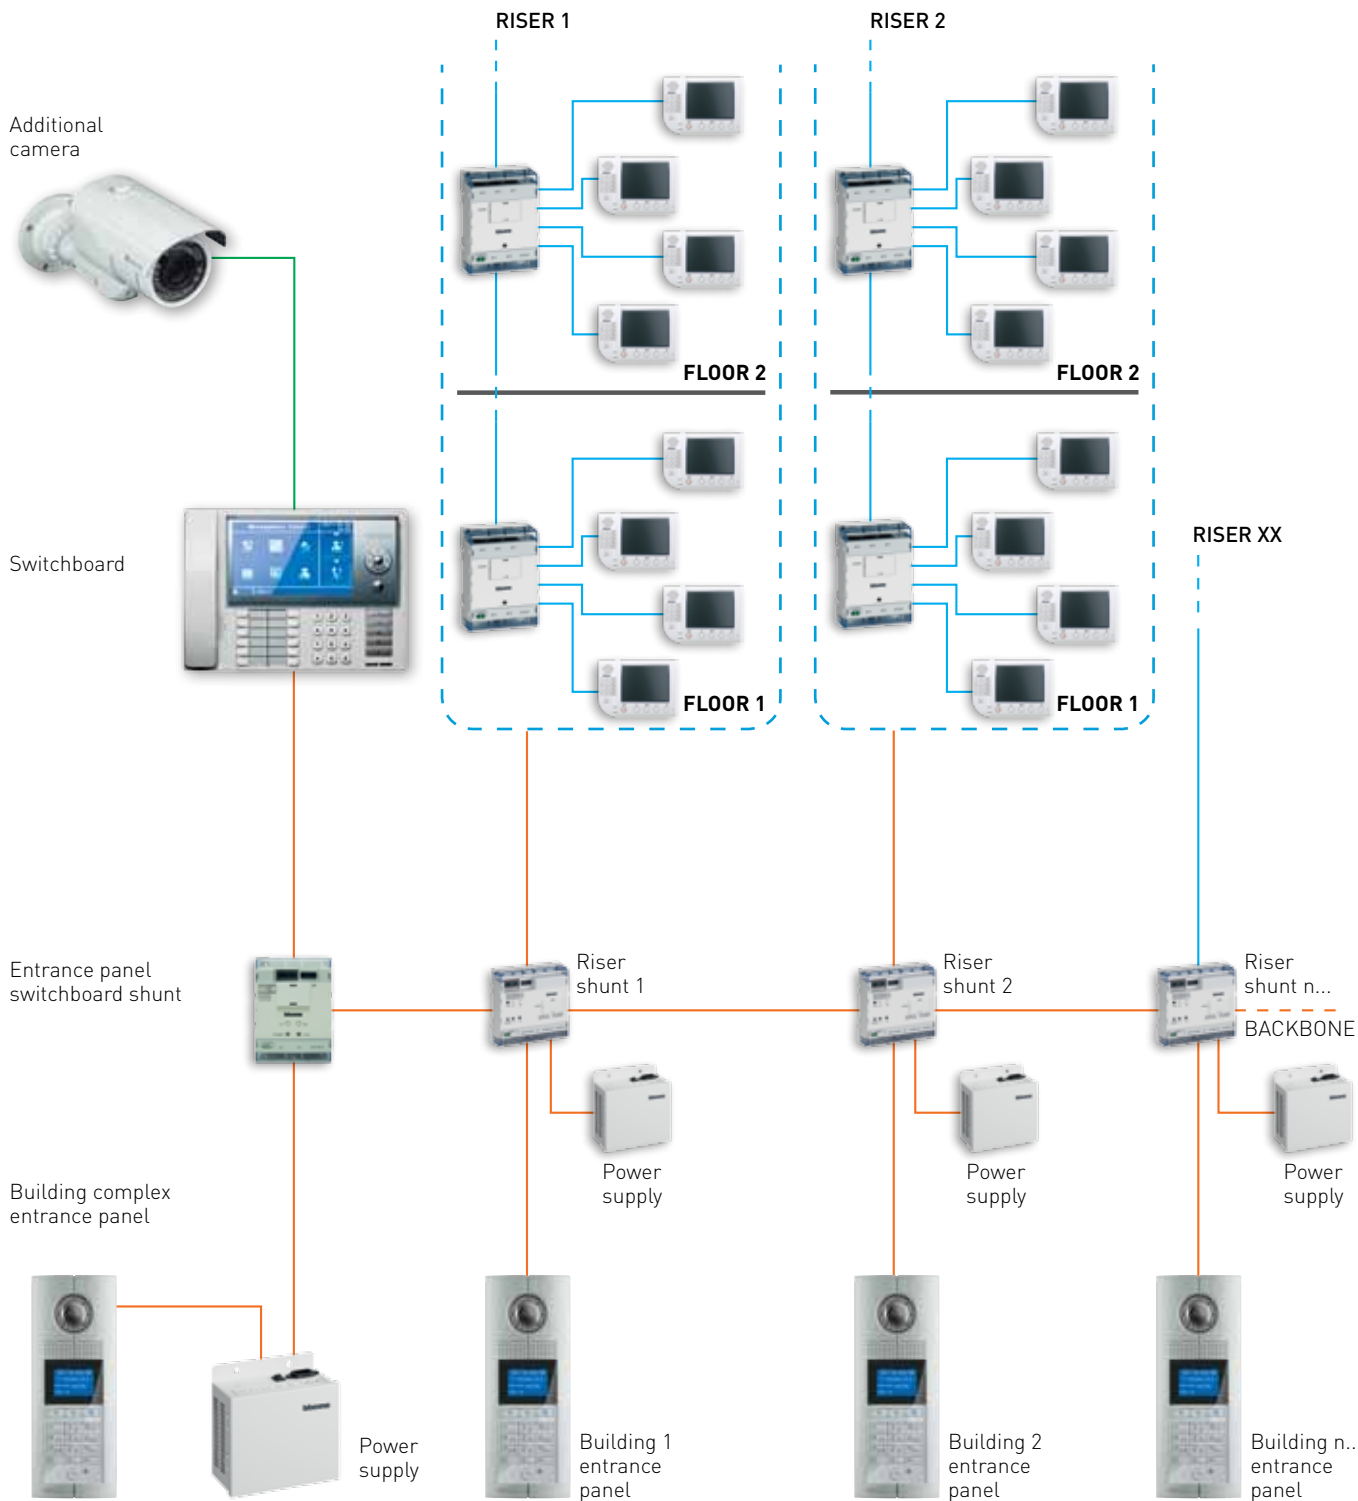 RISER 1
RISER 2
Additional
camera
FLOOR 2
FLOOR 2
RISER XX
Switchboard
FLOOR 1
FLOOR 1
Entrance panel
switchboard shunt
Riser
shunt 1
Riser
shunt 2
Riser
shunt n...
BACKBONE
Power
supply
Power
supply
Power
supply
Building complex
entrance panel
Power
supply
Building 1
entrance
panel
Building 2
entrance
panel
Building n..
entrance
panel